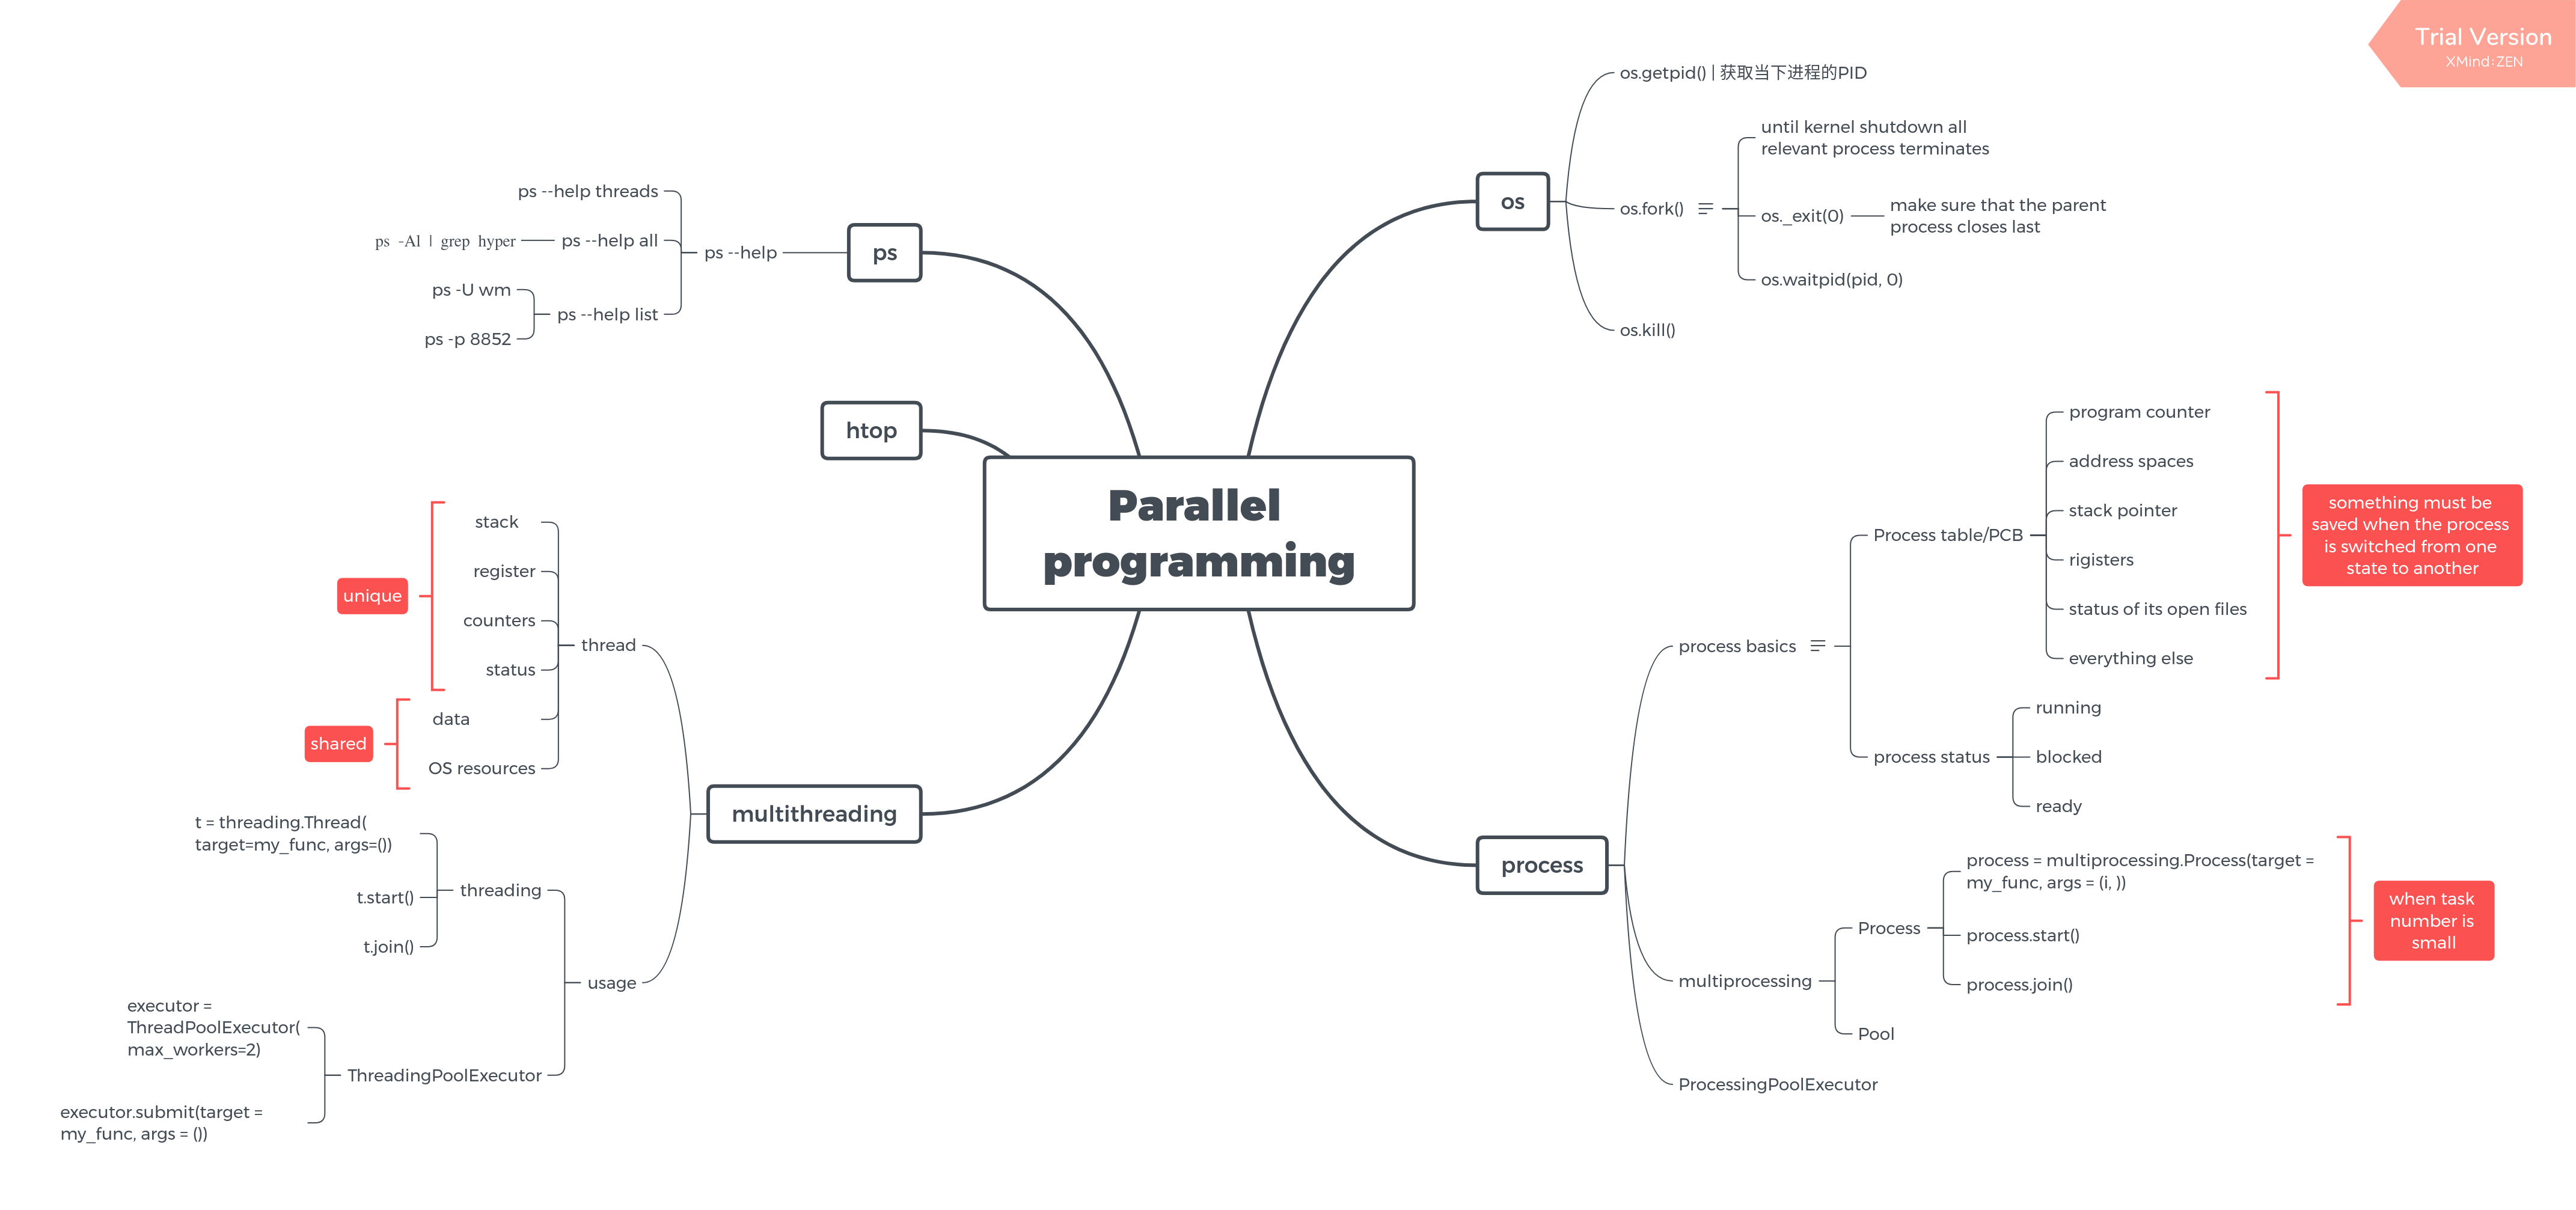 Trial Version
XMind:ZEN
Parallel
programming
os
os.getpid() | 获取当下进程的PID
os.fork()
until kernel shutdown all
relevant process terminates
os._exit(0)
make sure that the parent
process closes last
os.waitpid(pid, 0)
os.kill()
process
process basics
Process table/PCB
program counter
address spaces
stack pointer
rigisters
status of its open files
everything else
something must be
saved when the process
is switched from one
state to another
process status
running
blocked
ready
multiprocessing
Process
process = multiprocessing.Process(target =
my_func, args = (i, ))
process.start()
process.join()
when task
number is
small
Pool
ProcessingPoolExecutor
ps
ps --help
ps --help threads
ps --help all
ps -Al | grep hyper
ps --help list
ps -U wm
ps -p 8852
htop
multithreading
thread
stack
register
counters
status
unique
data
OS resources
shared
usage
threading
t = threading.Thread(
target=my_func, args=())
t.start()
t.join()
ThreadingPoolExecutor
executor =
ThreadPoolExecutor(
max_workers=2)
executor.submit(target =
my_func, args = ())